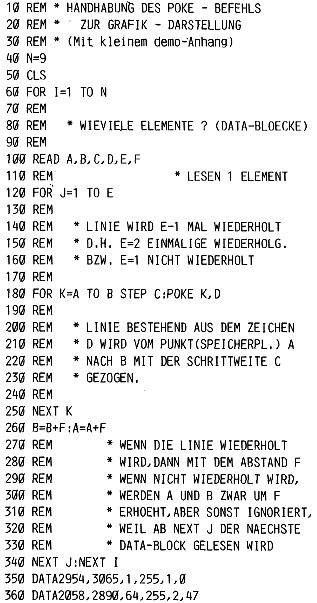 10 REM * HANDHABUNG DES POKE - BEFEHLS
20 REM *   ZUR GRAFIK - DARSTELLUNG
30 REM * (Mit kleinem demo-Anhang)
40 N=9
50 CLS
60 FOR I=1 TO N
70 REM
80 REM   * WIEVIELE ELEMENTE ? (DATA-BLOECKE)
90 REM
100 READ A,B,C,D,E,F
110 REM                * LESEN 1 ELEMENT
120 FOR J=1 TO E
130 REM
140 REM   * LINIE WIRD E-1 MAL WIEDERHOLT
150 REM   * D.H. E=2 EINMALIGE WIEDERHOLG.
160 REM   * BZW. E=1 NICHT WIEDERHOLT
170 REM
180 FOR K=A TO B STEP C:POKE K,D
190 REM
200 REM   * LINIE BESTEHEND AUS DEM ZEICHEN
210 REM   * D WIRD VOM PUNKT(SPEICHERPL.) A
220 REM   * NACH B MIT DER SCHRITTWEITE C
230 REM   * GEZOGEN.
240 REM
250 NEXT K
260 B=B+F:A=A+F
270 REM       * WENN DIE LINIE WIEDERHOLT
280 REM       * WIRD,DANN MIT DEM ABSTAND F
290 REM       * WENN NICHT WIEDERHOLT WIRD,
300 REM       * WERDEN A UND B ZWAR UM F
310 REM       * ERHOEHT,ABER SONST IGNORIERT,
320 REM       * WEIL AB NEXT J DER NAECHSTE
330 REM       * DATA-BLOCK GELESEN WIRD
340 NEXT J:NEXT I
350 DATA2954,3065,1,255,1,0
360 DATA2058,2890,64,255,2,47